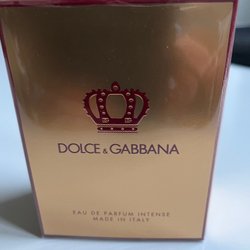 DOLCE & GABBANA
EAU DE PARFUM INTENSE
MADE IN ITALY